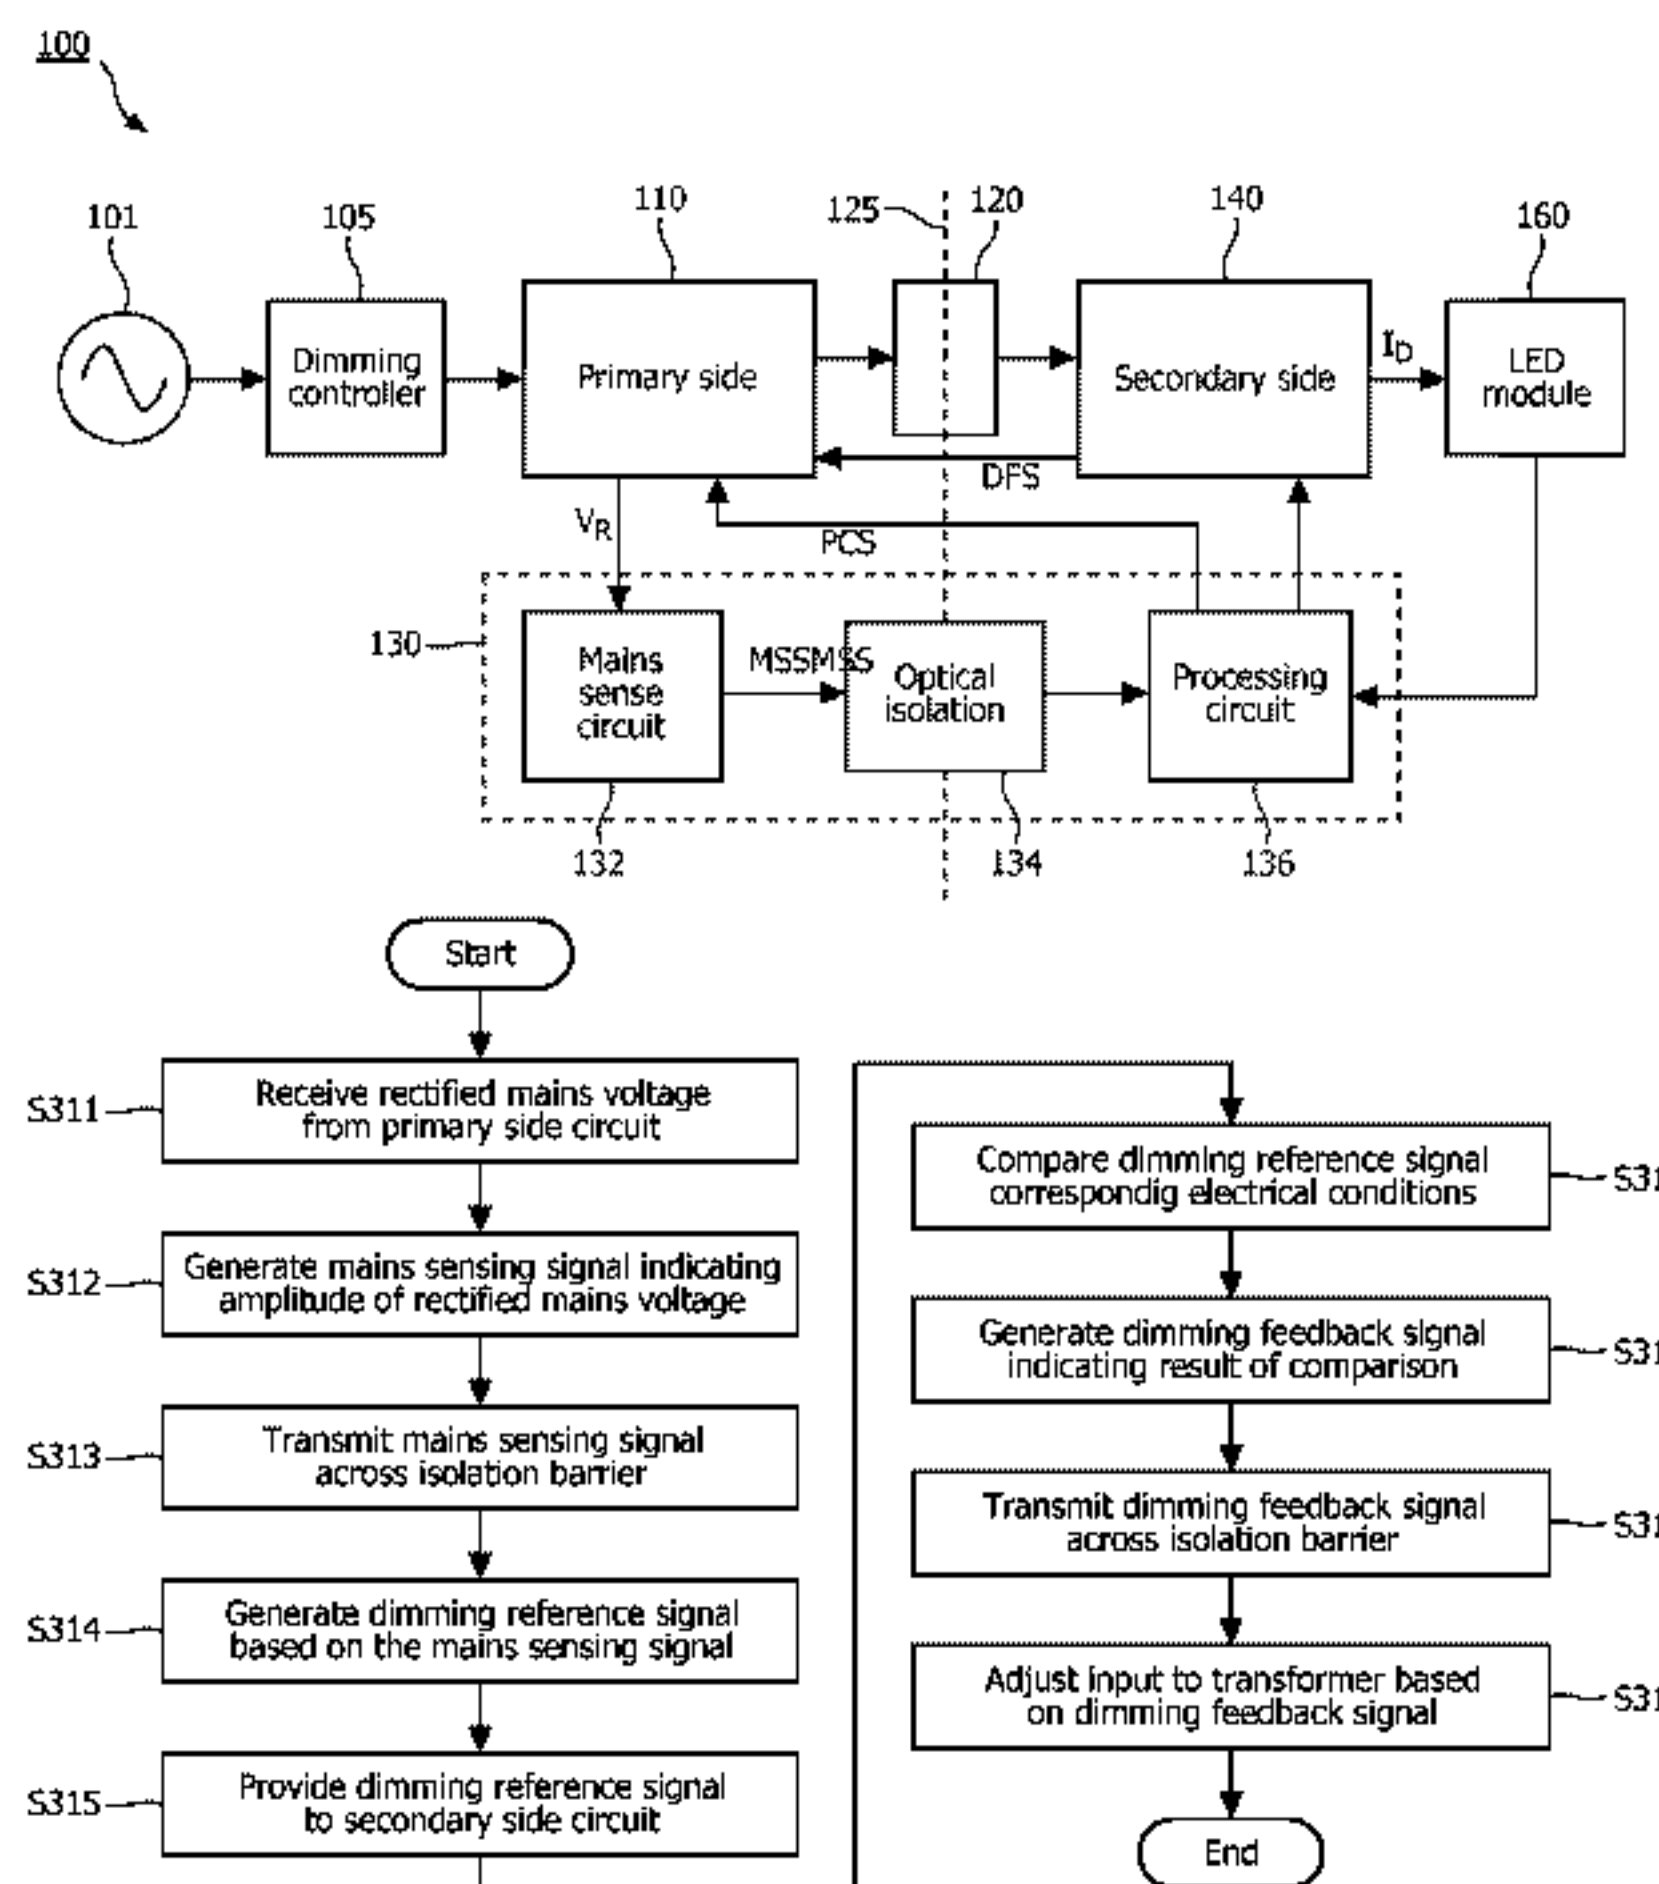 100
101
105
110
125
120
140
160
Dimming
controller
Primary side
Secondary side
I_D
LED
module
DFS
V_R
PCS
130
Mains
sense
circuit
MSSMSS
Optical
isolation
Processing
circuit
132
134
136
Start
S311
Receive rectified mains voltage
from primary side circuit
S312
Generate mains sensing signal indicating
amplitude of rectified mains voltage
S313
Transmit mains sensing signal
across isolation barrier
S314
Generate dimming reference signal
based on the mains sensing signal
S315
Provide dimming reference signal
to secondary side circuit
Compare dimming reference signal
correspondig electrical conditions
Generate dimming feedback signal
indicating result of comparison
Transmit dimming feedback signal
across isolation barrier
Adjust input to transformer based
on dimming feedback signal
End